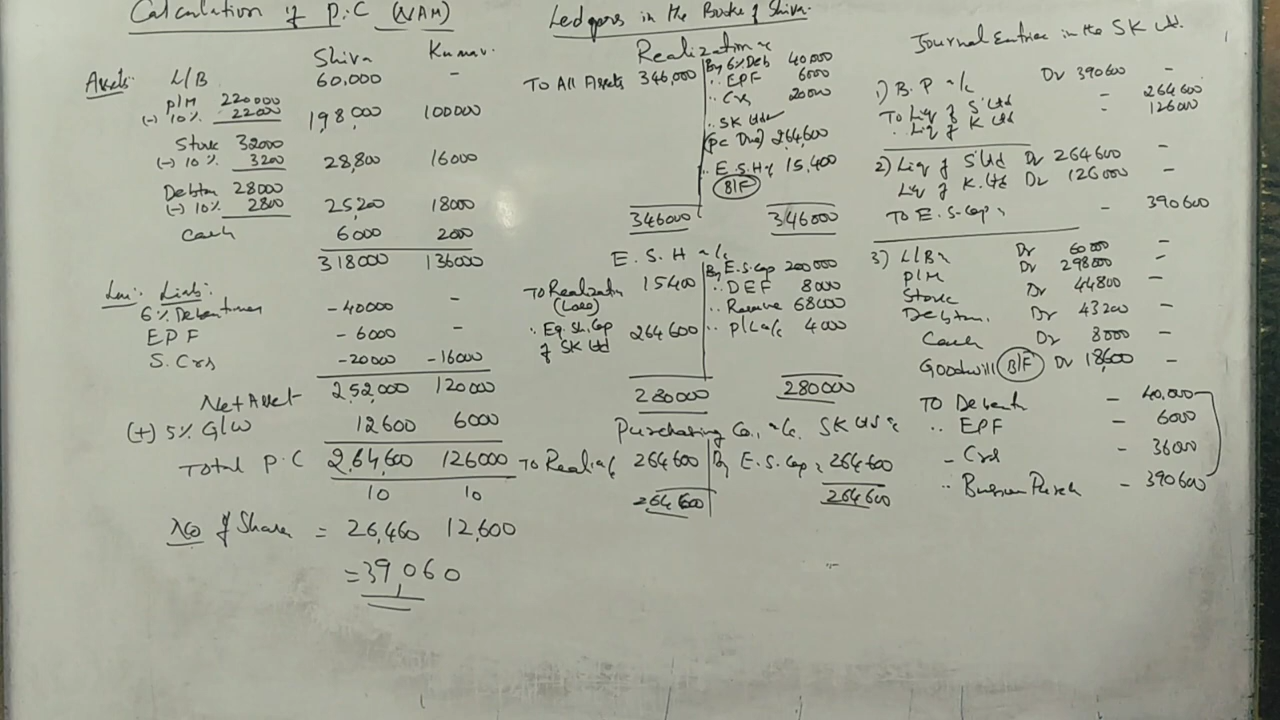 Calculation of P.C (NAM)
Shiva Kumar.
Assets: L/B 60,000 -
P/M 220000
(-) 10% 22000 198000 100000
Stock 32000
(-) 10% 3200 28,800 16000
Debtors 28000
(-) 10% 2800 25,200 18000
Cash 6000 2000
318000 136000
Less: Liab:
6% Debentures - 40000 -
EPF - 6000 -
S. Crs - 20000 - 16000
Net Asset 2,52,000 120000
(+) 5% G/W 12600 6000
Total P.C 2,64,600 126000
10 10
No of Share = 26,460 12,600
= 39,060
Ledgers in the Books of Shiva.
Realization a/c
To All Assets 346,000 By 6% Deb 40000
,, EPF 6000
,, Crs 20000
,, SK Ltd
(PC Due) 264,600
,, E.S.H a/c 15,400
B/F
346000 346000
E. S. H a/c
To Realization 15400 By E.S. Cap 200000
(Loss) ,, DEF 8000
,, Eq. Sh. Cap ,, Reserve 68000
of SK Ltd 264600 ,, P/L a/c 4000
280000 280000
Purchasing Co., a/c. SK Ltd a/c
To Realia/c 264600 By E. S. Cap a/c 264600
264600 264600
Journal Entries in the SK Ltd.
1) B. P a/c Dr 390600 -
To Liq of S Ltd - 264600
,, Liq of K Ltd - 126000
2) Liq of S Ltd Dr 264600 -
Liq of K. Ltd Dr 126000 -
To E. S. Cap a/c - 390600
3) L/B a/c Dr 60000 -
P/M Dr 298000 -
Stock Dr 44800 -
Debtors. Dr 43200 -
Cash Dr 8000 -
Goodwill B/F Dr 18,600 -
TO Debent - 40,000
,, EPF - 6000
- Crs - 36000
,, Business Purch - 390600